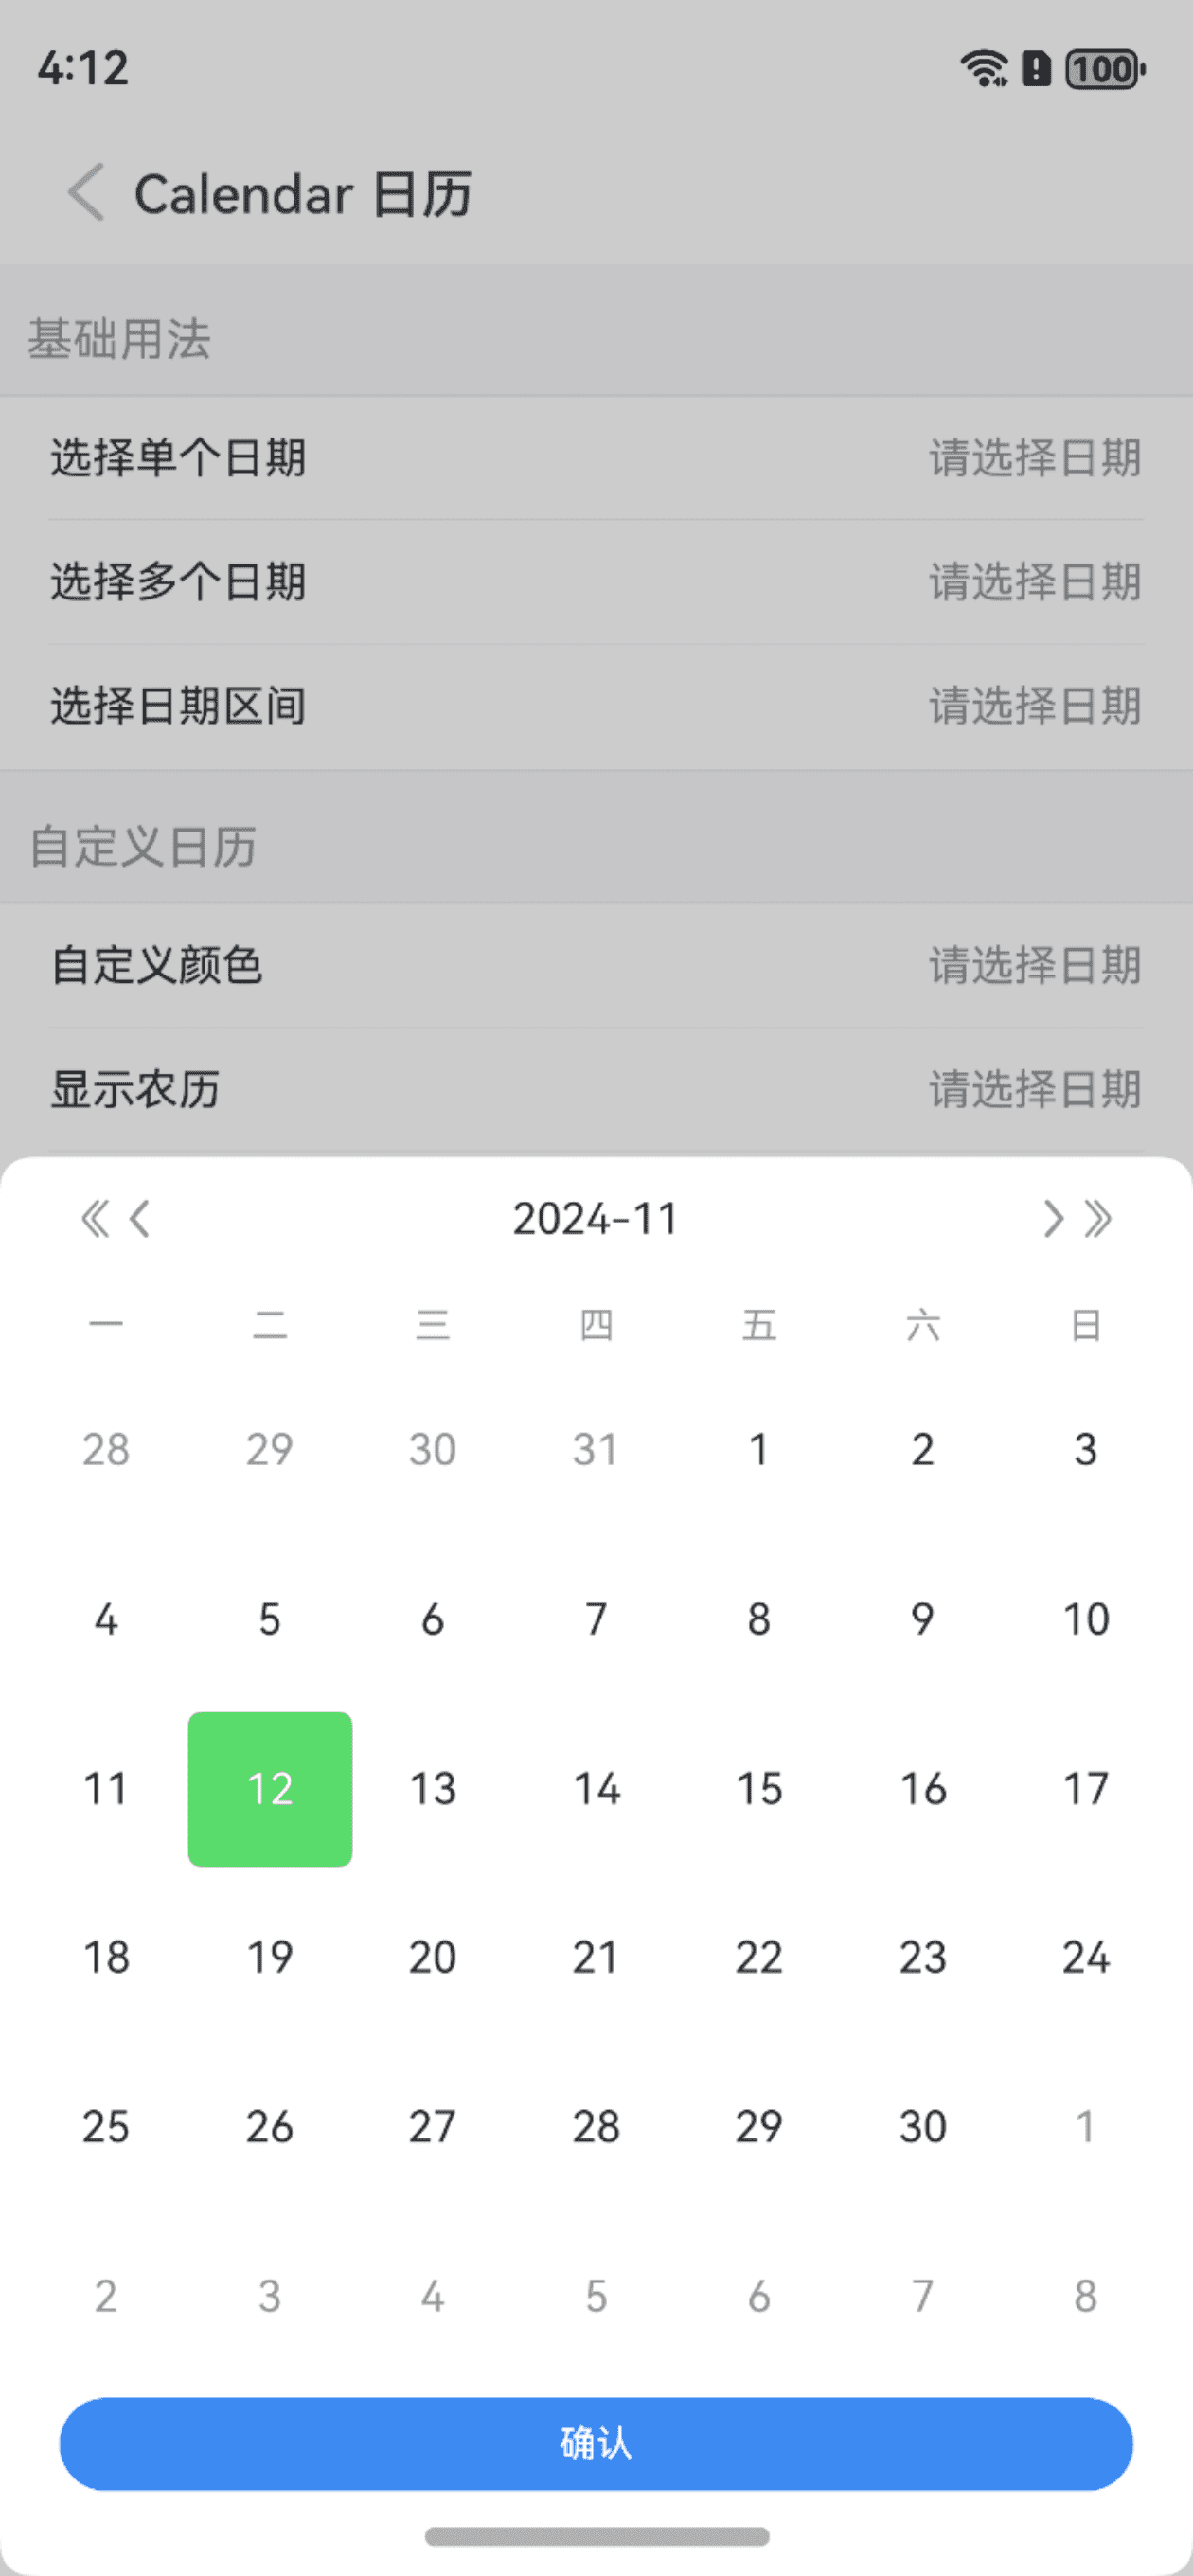 4:12 100
Calendar 日历
基础用法
选择单个日期 请选择日期
选择多个日期 请选择日期
选择日期区间 请选择日期
自定义日历
自定义颜色 请选择日期
显示农历 请选择日期
2024-11
一 二 三 四 五 六 日
28 29 30 31 1 2 3
4 5 6 7 8 9 10
11 12 13 14 15 16 17
18 19 20 21 22 23 24
25 26 27 28 29 30 1
2 3 4 5 6 7 8
确认